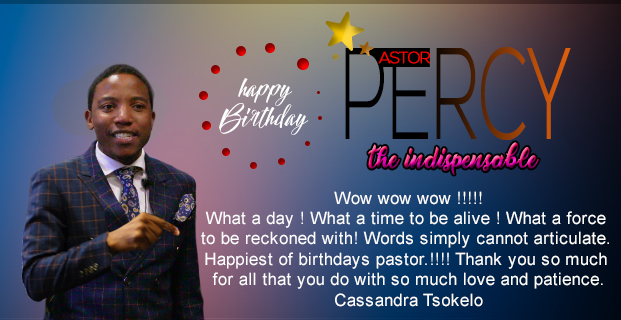 happy
Birthday
PASTOR
PERCY
the indispensable
Wow wow wow !!!!!
What a day ! What a time to be alive ! What a force
to be reckoned with! Words simply cannot articulate.
Happiest of birthdays pastor.!!!! Thank you so much
for all that you do with so much love and patience.
Cassandra Tsokelo